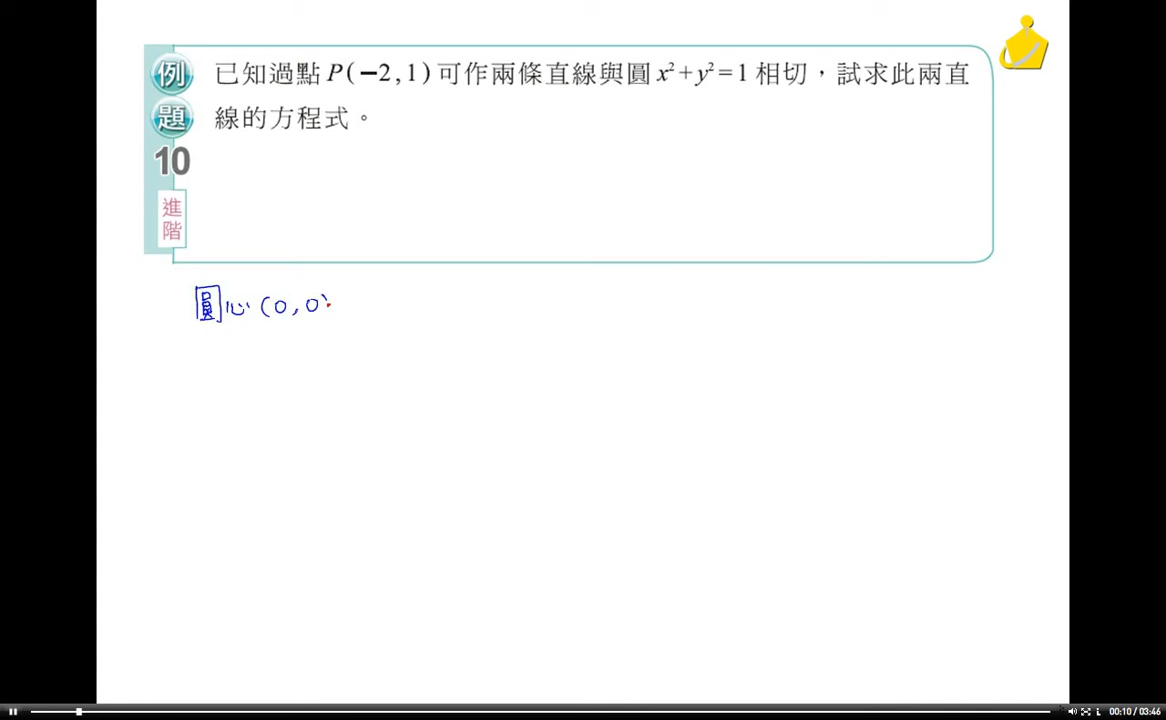 例題10
進階
已知過點 P(−2,1) 可作兩條直線與圓 x²+y²=1 相切，試求此兩直
線的方程式。
圓心(0,0)
00:10 / 03:46